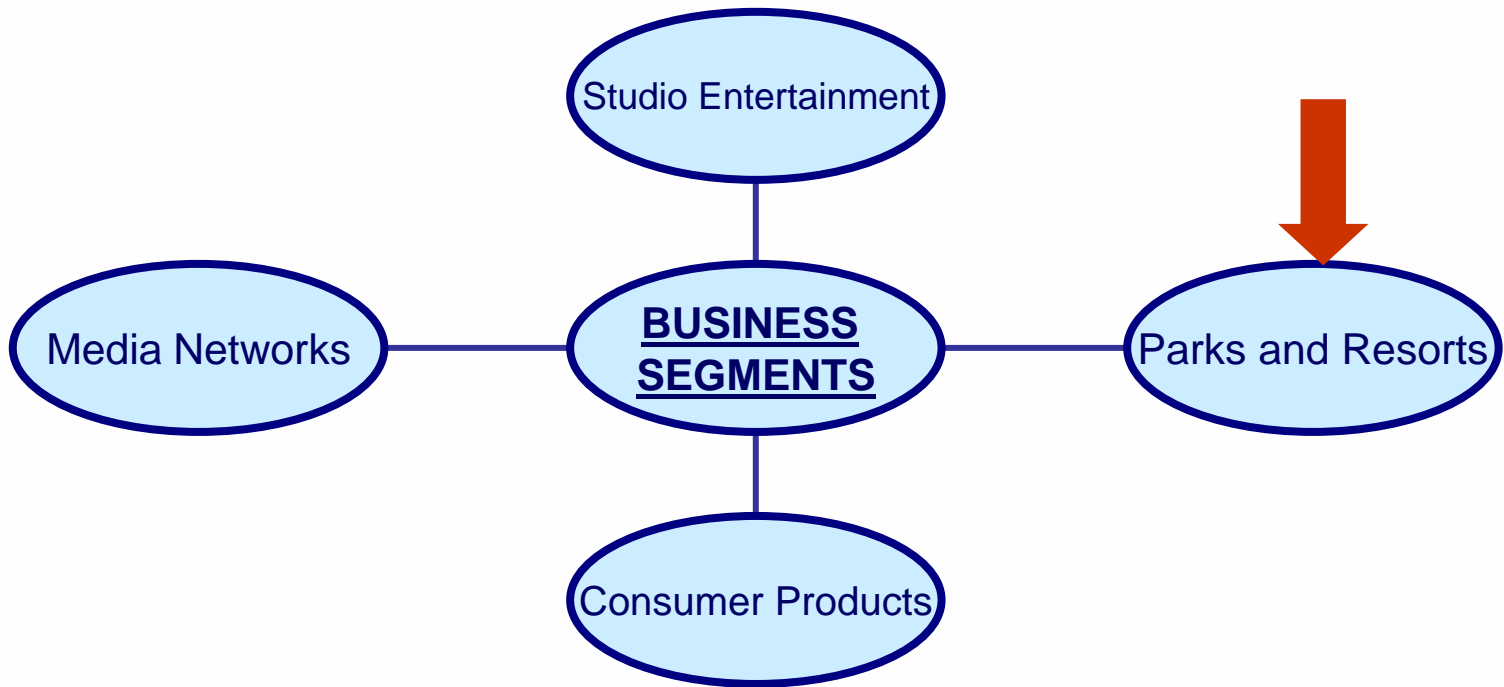 Studio Entertainment
Media Networks
BUSINESS
SEGMENTS
Parks and Resorts
Consumer Products